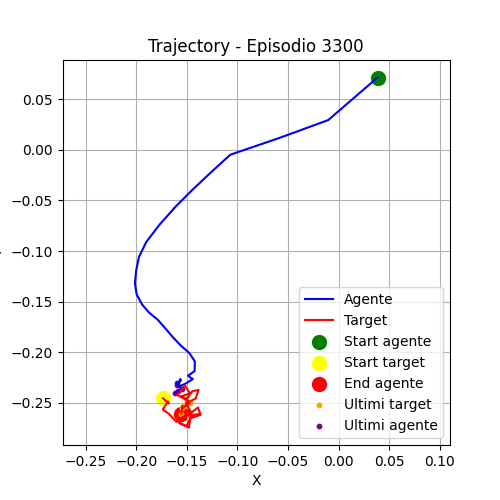 Trajectory - Episodio 3300
0.05
0.00
−0.05
−0.10
−0.15
−0.20
−0.25
Agente
Target
Start agente
Start target
End agente
Ultimi target
Ultimi agente
−0.25 −0.20 −0.15 −0.10 −0.05 0.00 0.05 0.10
X